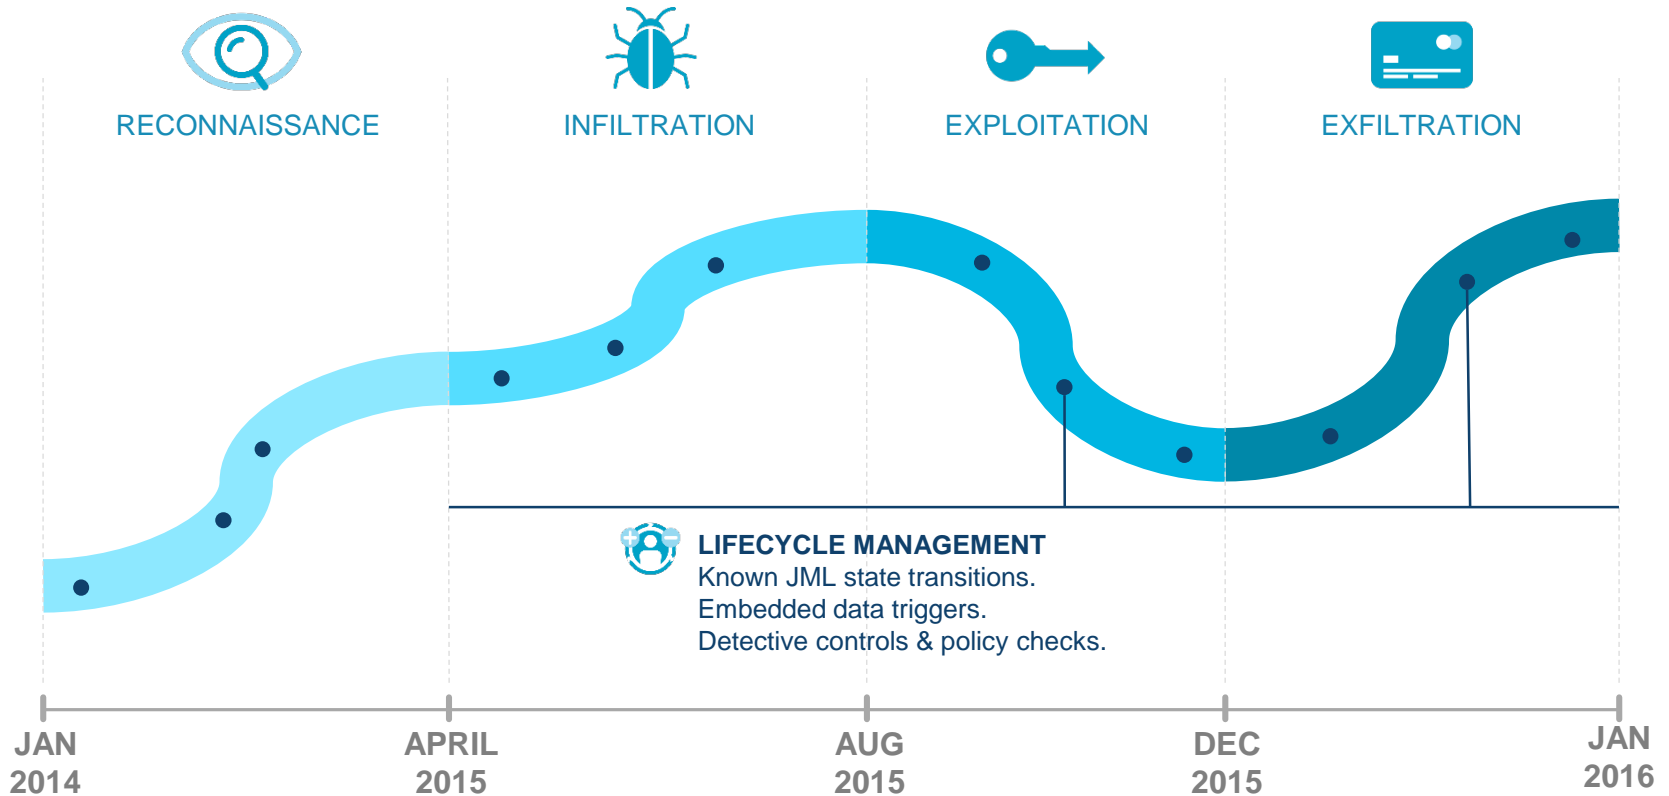 RECONNAISSANCE
INFILTRATION
EXPLOITATION
EXFILTRATION
LIFECYCLE MANAGEMENT
Known JML state transitions.
Embedded data triggers.
Detective controls & policy checks.
JAN
2014
APRIL
2015
AUG
2015
DEC
2015
JAN
2016